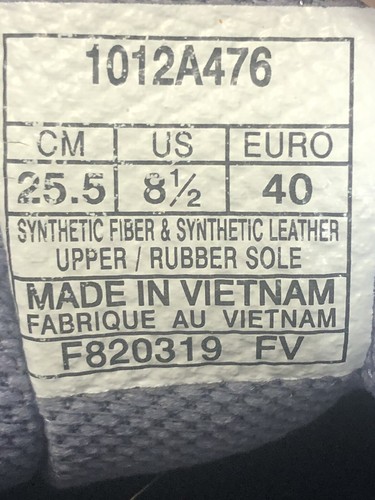 1012A476
CM US EURO
25.5 8½ 40
SYNTHETIC FIBER & SYNTHETIC LEATHER
UPPER / RUBBER SOLE
MADE IN VIETNAM
FABRIQUE AU VIETNAM
F820319 FV